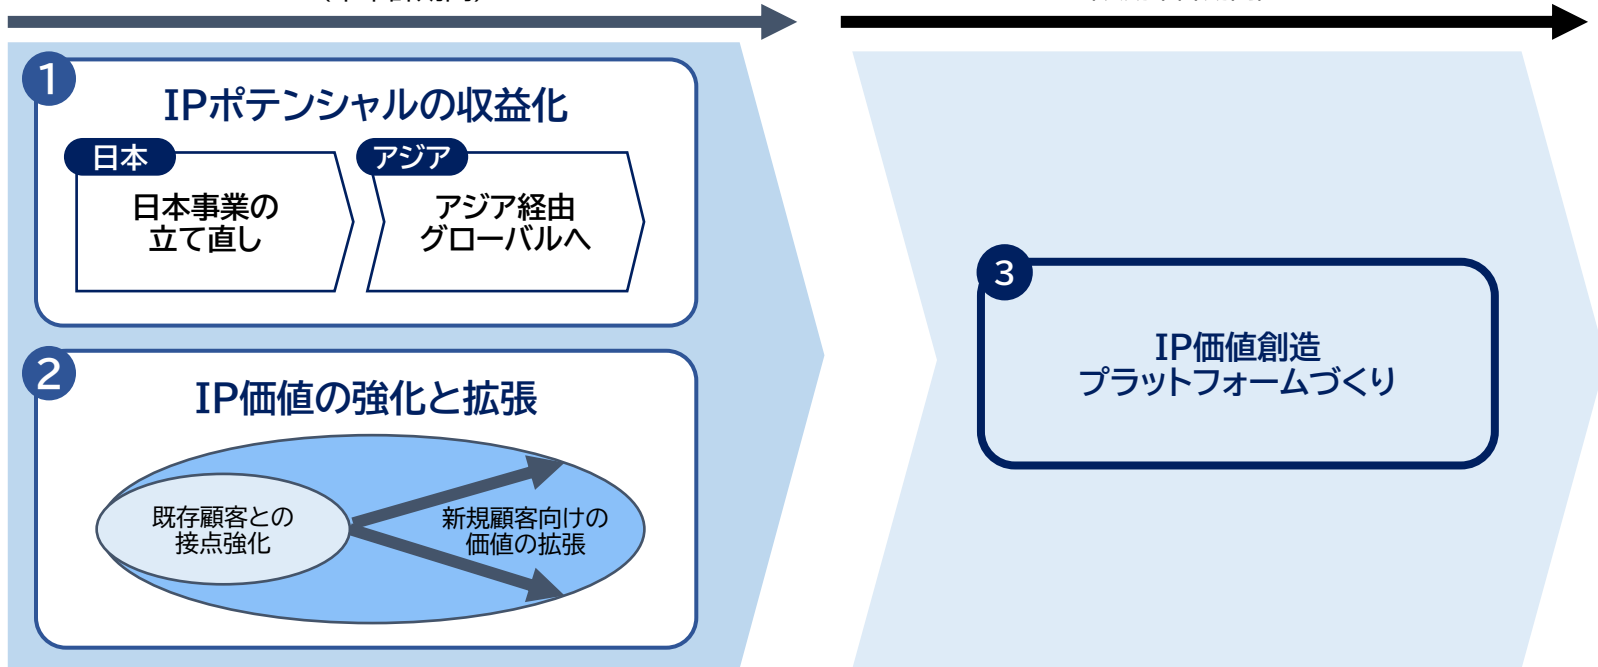 1
IPポテンシャルの収益化
日本
アジア
日本事業の
立て直し
アジア経由
グローバルへ
2
IP価値の強化と拡張
既存顧客との
接点強化
新規顧客向けの
価値の拡張
3
IP価値創造
プラットフォームづくり